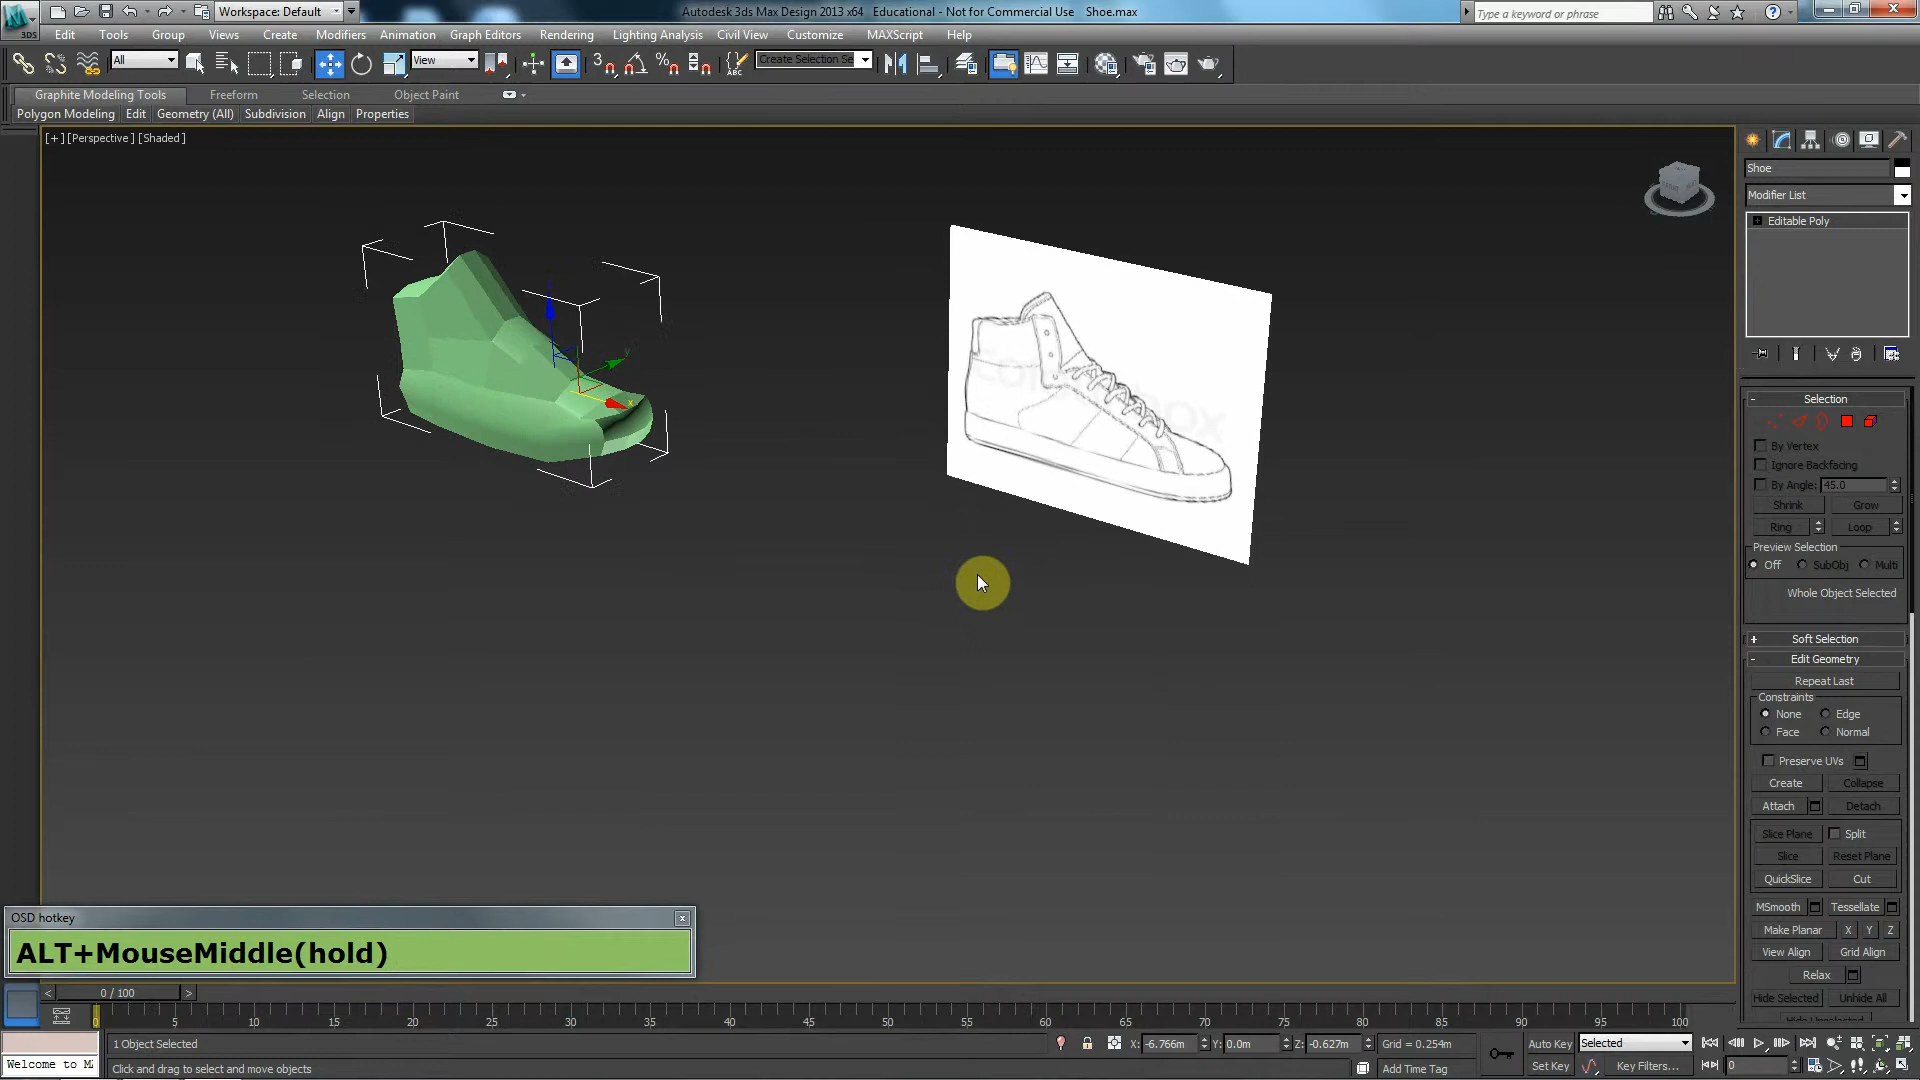 Workspace: Default
Autodesk 3ds Max Design 2013 x64 Educational - Not for Commercial Use Shoe.max
Type a keyword or phrase
3DS
Edit Tools Group Views Create Modifiers Animation Graph Editors Rendering Lighting Analysis Civil View Customize MAXScript Help
All
View
3
ABC
Create Selection Se
Graphite Modeling Tools Freeform Selection Object Paint
Polygon Modeling Edit Geometry (All) Subdivision Align Properties
[+] [Perspective] [Shaded]
Shoe
Modifier List
Editable Poly
Selection
By Vertex
Ignore Backfacing
By Angle: 45.0
Shrink Grow
Ring Loop
Preview Selection
Off SubObj Multi
Whole Object Selected
Soft Selection
Edit Geometry
Repeat Last
Constraints
None Edge
Face Normal
Preserve UVs
Create Collapse
Attach Detach
Slice Plane Split
Slice Reset Plane
QuickSlice Cut
MSmooth Tessellate
Make Planar X Y Z
View Align Grid Align
Relax
Hide Selected Unhide All
Hide Unselected
OSD hotkey
ALT+MouseMiddle(hold)
0 / 100
0 5 10 15 20 25 30 35 40 45 50 55 60 65 70 75 80 85 90 95 100
1 Object Selected
X: -6.766m Y: 0.0m Z: -0.627m Grid = 0.254m
Auto Key Selected
Welcome to M
Click and drag to select and move objects
Add Time Tag
Set Key Key Filters... 0